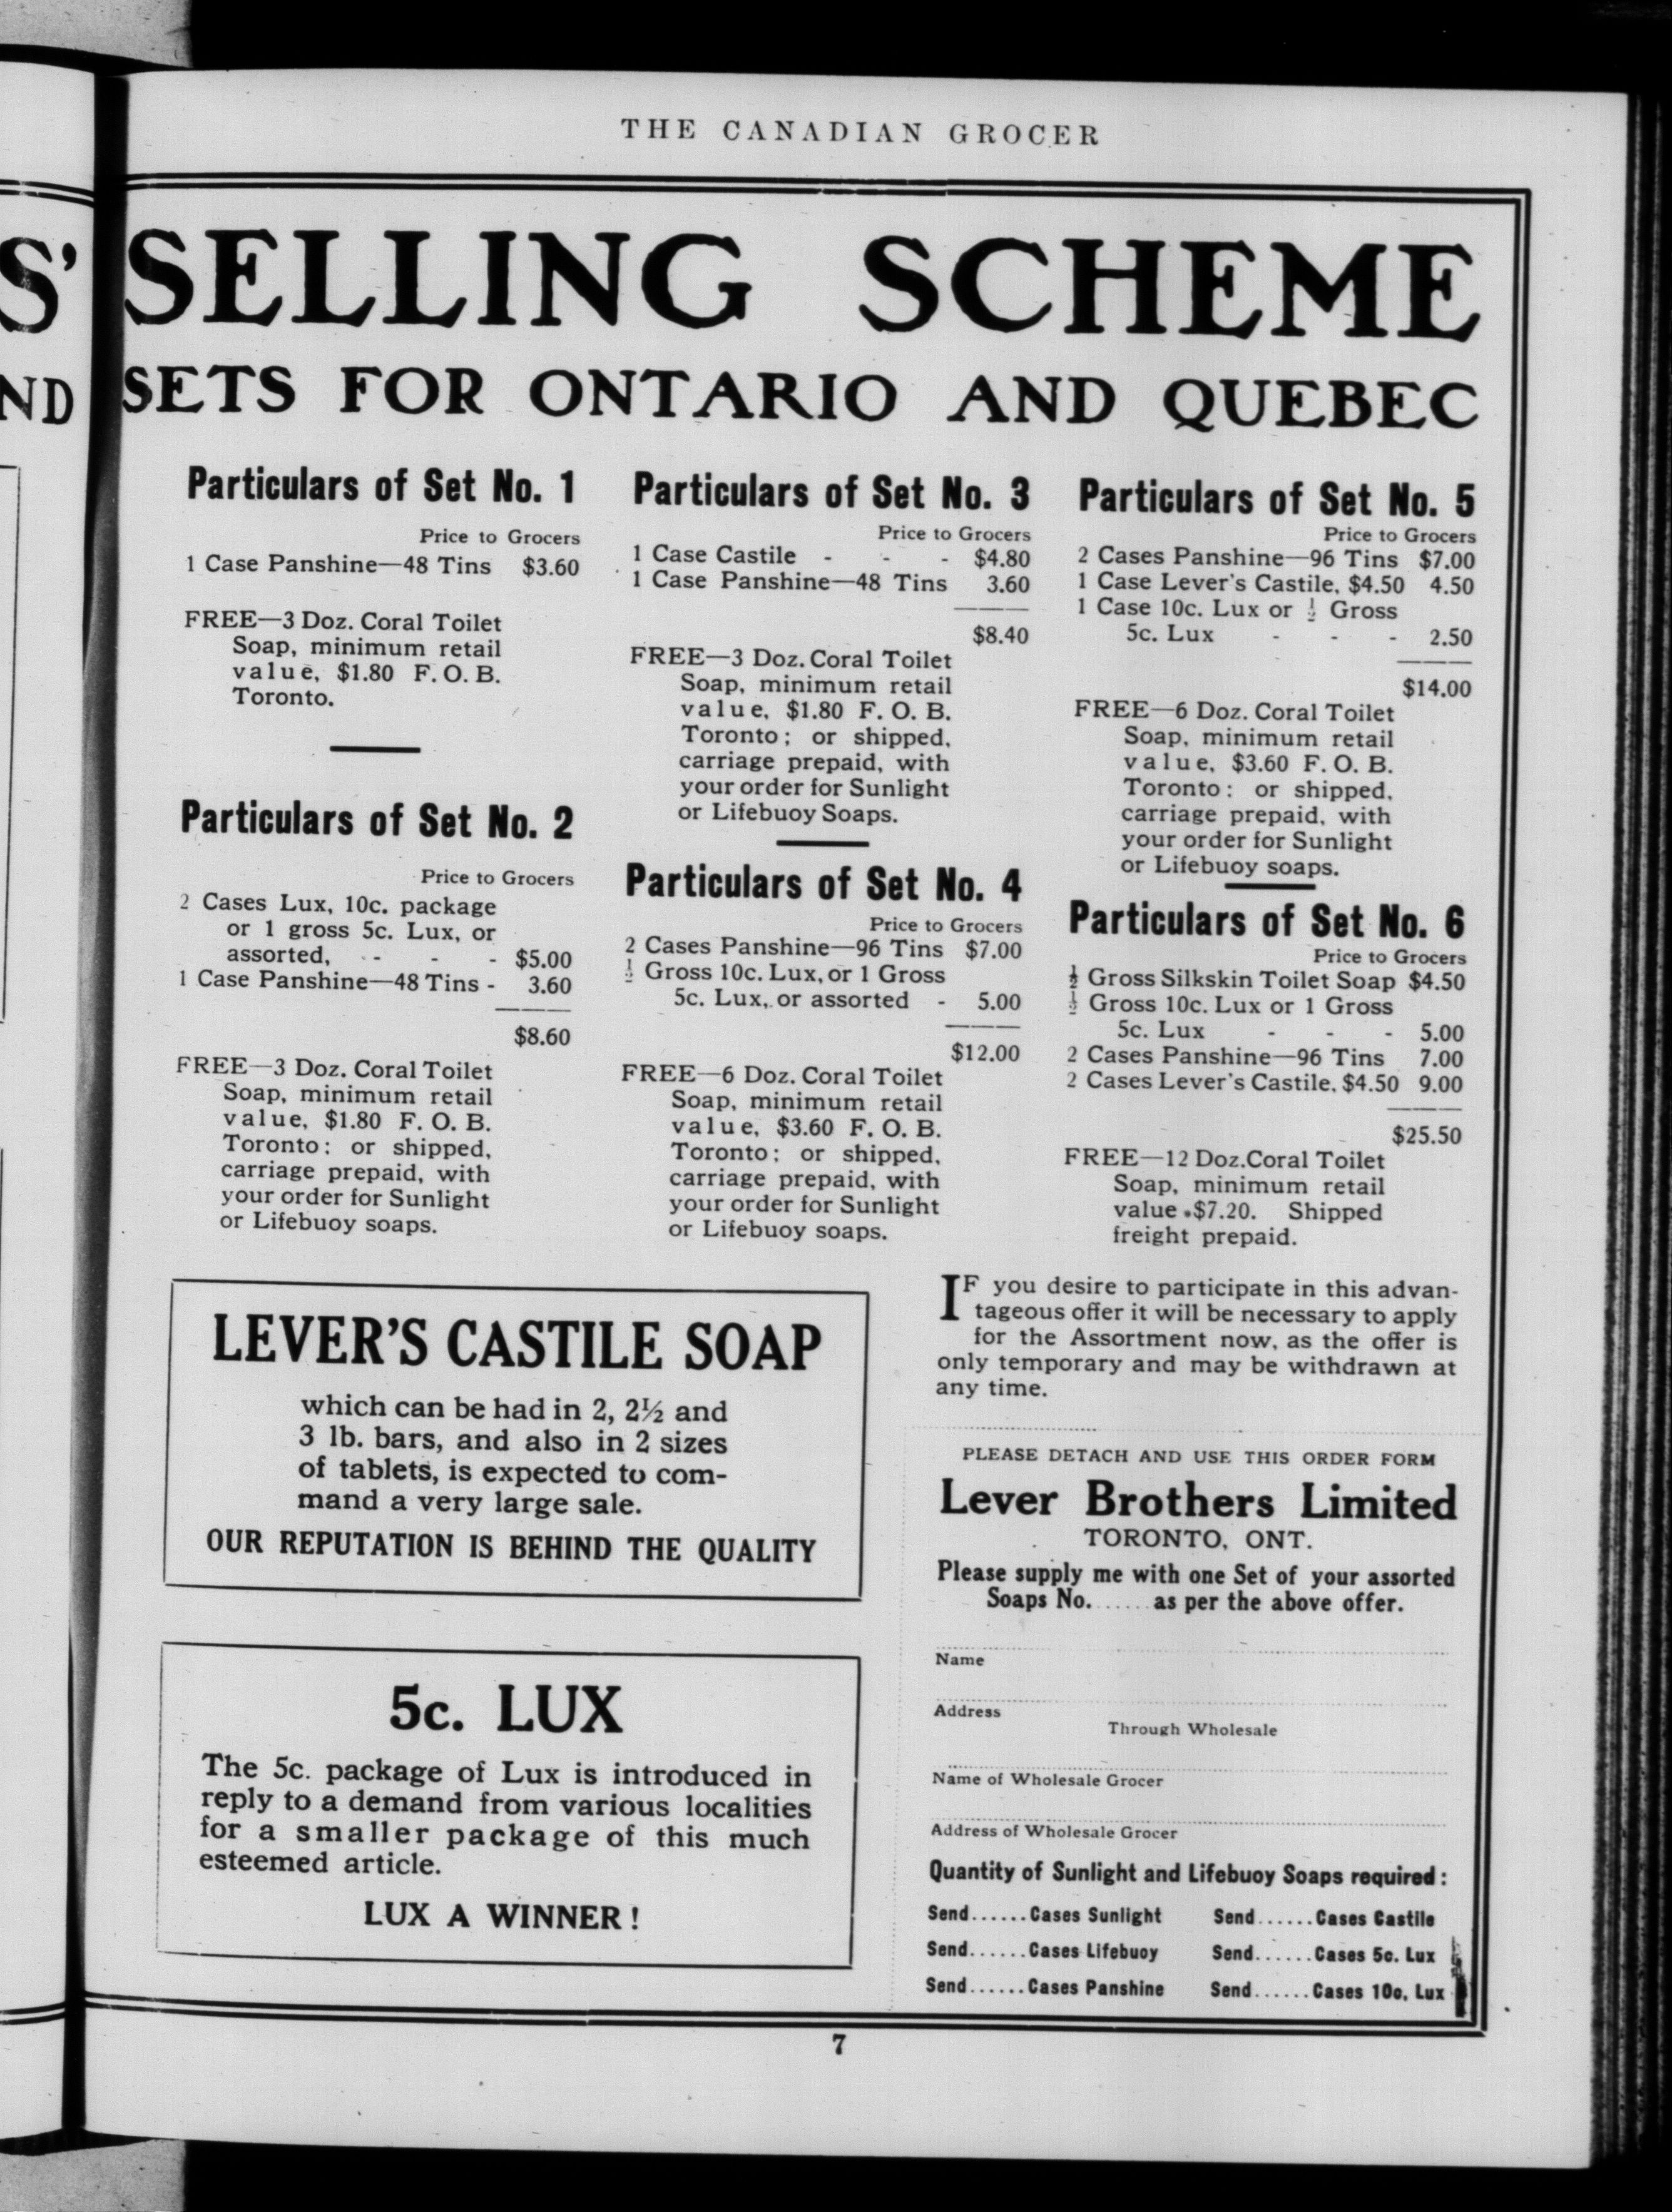 THE CANADIAN GROCER
S' SELLING SCHEME
ND SETS FOR ONTARIO AND QUEBEC
Particulars of Set No. 1
Price to Grocers
1 Case Panshine—48 Tins $3.60
FREE—3 Doz. Coral Toilet
Soap, minimum retail
value, $1.80 F. O. B.
Toronto.
Particulars of Set No. 2
Price to Grocers
2 Cases Lux, 10c. package
or 1 gross 5c. Lux, or
assorted, - - - $5.00
1 Case Panshine—48 Tins - 3.60
$8.60
FREE—3 Doz. Coral Toilet
Soap, minimum retail
value, $1.80 F. O. B.
Toronto: or shipped,
carriage prepaid, with
your order for Sunlight
or Lifebuoy soaps.
Particulars of Set No. 3
Price to Grocers
1 Case Castile - - - $4.80
1 Case Panshine—48 Tins 3.60
$8.40
FREE—3 Doz. Coral Toilet
Soap, minimum retail
value, $1.80 F. O. B.
Toronto; or shipped,
carriage prepaid, with
your order for Sunlight
or Lifebuoy Soaps.
Particulars of Set No. 4
Price to Grocers
2 Cases Panshine—96 Tins $7.00
½ Gross 10c. Lux, or 1 Gross
5c. Lux, or assorted - 5.00
$12.00
FREE—6 Doz. Coral Toilet
Soap, minimum retail
value, $3.60 F. O. B.
Toronto; or shipped,
carriage prepaid, with
your order for Sunlight
or Lifebuoy soaps.
Particulars of Set No. 5
Price to Grocers
2 Cases Panshine—96 Tins $7.00
1 Case Lever's Castile, $4.50 4.50
1 Case 10c. Lux or ½ Gross
5c. Lux - - - 2.50
$14.00
FREE—6 Doz. Coral Toilet
Soap, minimum retail
value, $3.60 F. O. B.
Toronto: or shipped,
carriage prepaid, with
your order for Sunlight
or Lifebuoy soaps.
Particulars of Set No. 6
Price to Grocers
½ Gross Silkskin Toilet Soap $4.50
½ Gross 10c. Lux or 1 Gross
5c. Lux - - - 5.00
2 Cases Panshine—96 Tins 7.00
2 Cases Lever's Castile, $4.50 9.00
$25.50
FREE—12 Doz. Coral Toilet
Soap, minimum retail
value $7.20. Shipped
freight prepaid.
LEVER'S CASTILE SOAP
which can be had in 2, 2½ and
3 lb. bars, and also in 2 sizes
of tablets, is expected to com-
mand a very large sale.
OUR REPUTATION IS BEHIND THE QUALITY
5c. LUX
The 5c. package of Lux is introduced in
reply to a demand from various localities
for a smaller package of this much
esteemed article.
LUX A WINNER!
IF you desire to participate in this advan-
tageous offer it will be necessary to apply
for the Assortment now, as the offer is
only temporary and may be withdrawn at
any time.
PLEASE DETACH AND USE THIS ORDER FORM
Lever Brothers Limited
TORONTO, ONT.
Please supply me with one Set of your assorted
Soaps No. ...... as per the above offer.
Name
Address
Through Wholesale
Name of Wholesale Grocer
Address of Wholesale Grocer
Quantity of Sunlight and Lifebuoy Soaps required:
Send......Cases Sunlight Send......Cases Castile
Send......Cases Lifebuoy Send......Cases 5c. Lux
Send......Cases Panshine Send......Cases 10c. Lux
7